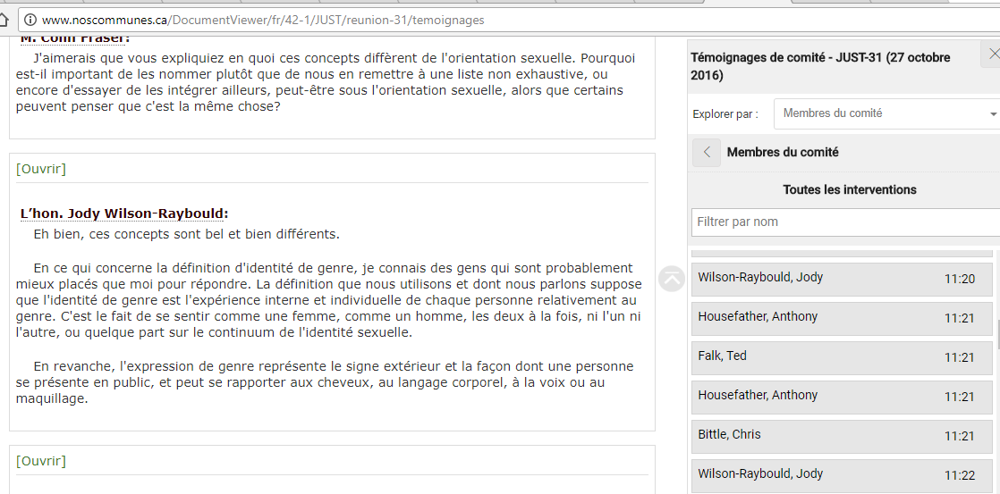 www.noscommunes.ca/DocumentViewer/fr/42-1/JUST/reunion-31/temoignages
M. Colin Fraser:
J'aimerais que vous expliquiez en quoi ces concepts diffèrent de l'orientation sexuelle. Pourquoi
est-il important de les nommer plutôt que de nous en remettre à une liste non exhaustive, ou
encore d'essayer de les intégrer ailleurs, peut-être sous l'orientation sexuelle, alors que certains
peuvent penser que c'est la même chose?
[Ouvrir]
L’hon. Jody Wilson-Raybould:
Eh bien, ces concepts sont bel et bien différents.
En ce qui concerne la définition d'identité de genre, je connais des gens qui sont probablement
mieux placés que moi pour répondre. La définition que nous utilisons et dont nous parlons suppose
que l'identité de genre est l'expérience interne et individuelle de chaque personne relativement au
genre. C'est le fait de se sentir comme une femme, comme un homme, les deux à la fois, ni l'un ni
l'autre, ou quelque part sur le continuum de l'identité sexuelle.
En revanche, l'expression de genre représente le signe extérieur et la façon dont une personne
se présente en public, et peut se rapporter aux cheveux, au langage corporel, à la voix ou au
maquillage.
[Ouvrir]
Témoignages de comité - JUST-31 (27 octobre
2016)
Explorer par :
Membres du comité
Membres du comité
Toutes les interventions
Filtrer par nom
Wilson-Raybould, Jody 11:20
Housefather, Anthony 11:21
Falk, Ted 11:21
Housefather, Anthony 11:21
Bittle, Chris 11:21
Wilson-Raybould, Jody 11:22